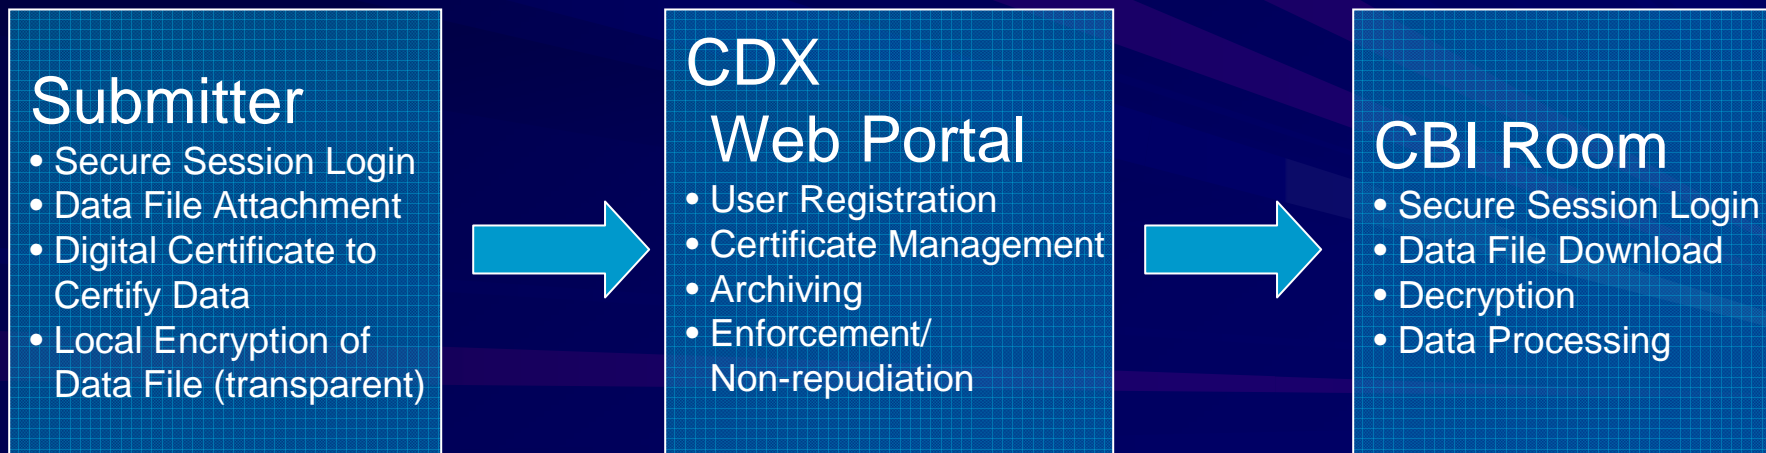 Submitter
• Secure Session Login
• Data File Attachment
• Digital Certificate to
Certify Data
• Local Encryption of
Data File (transparent)
CDX
Web Portal
• User Registration
• Certificate Management
• Archiving
• Enforcement/
Non-repudiation
CBI Room
• Secure Session Login
• Data File Download
• Decryption
• Data Processing